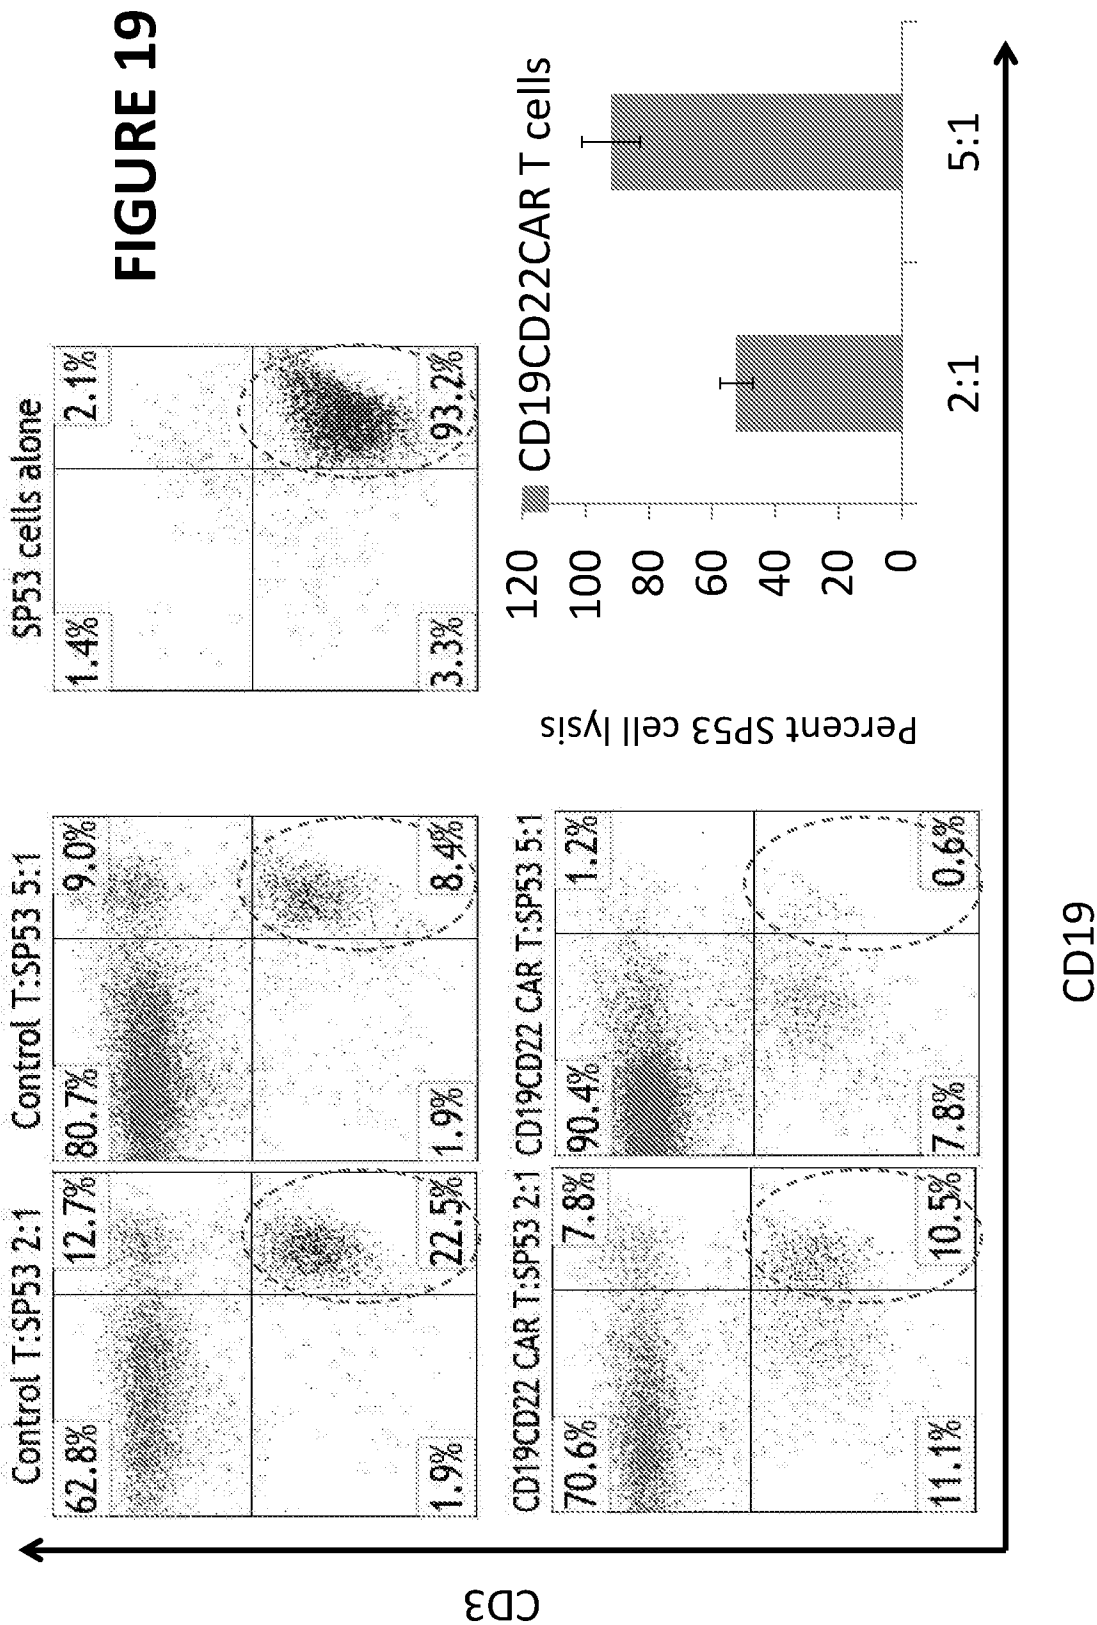 FIGURE 19
Control T:SP53 2:1
62.8%
12.7%
1.9%
22.5%
Control T:SP53 5:1
80.7%
9.0%
1.9%
8.4%
SP53 cells alone
1.4%
2.1%
3.3%
93.2%
CD19CD22 CAR T:SP53 2:1
70.6%
7.8%
11.1%
10.5%
CD19CD22 CAR T:SP53 5:1
90.4%
1.2%
7.8%
0.6%
CD19CD22CAR T cells
Percent SP53 cell lysis
120
100
80
60
40
20
0
2:1
5:1
CD3
CD19